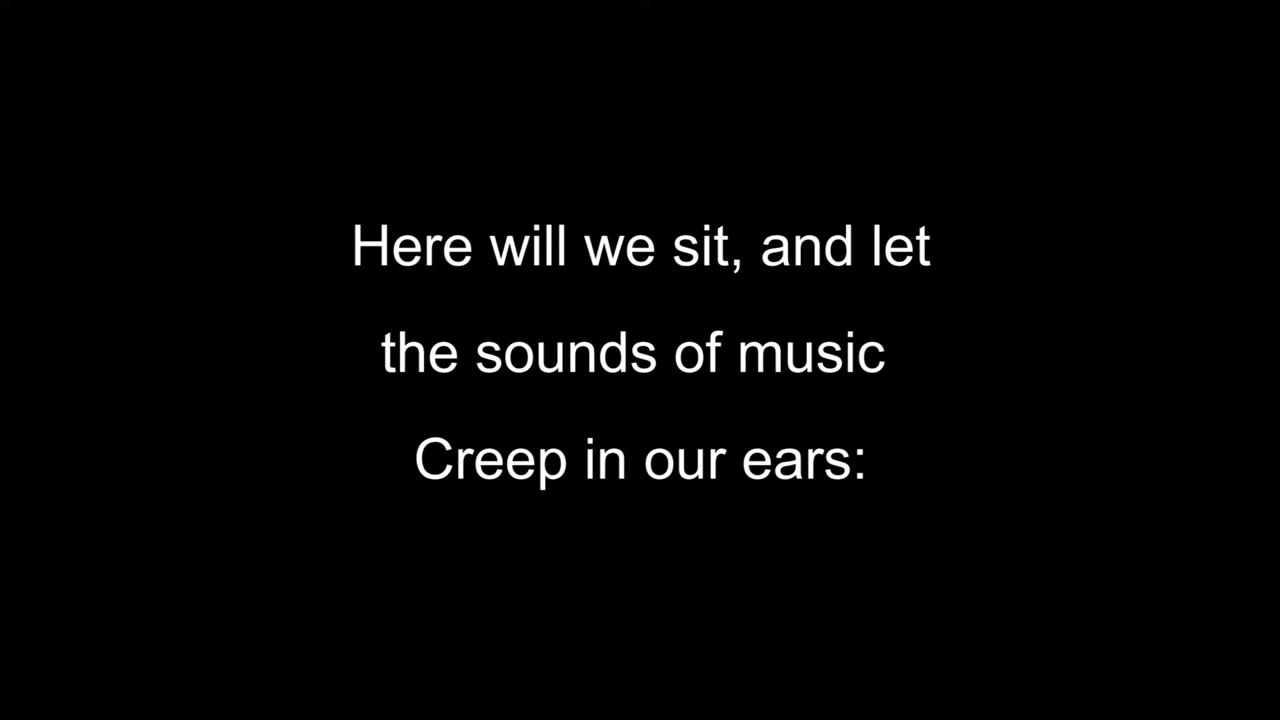 Here will we sit, and let
the sounds of music
Creep in our ears: